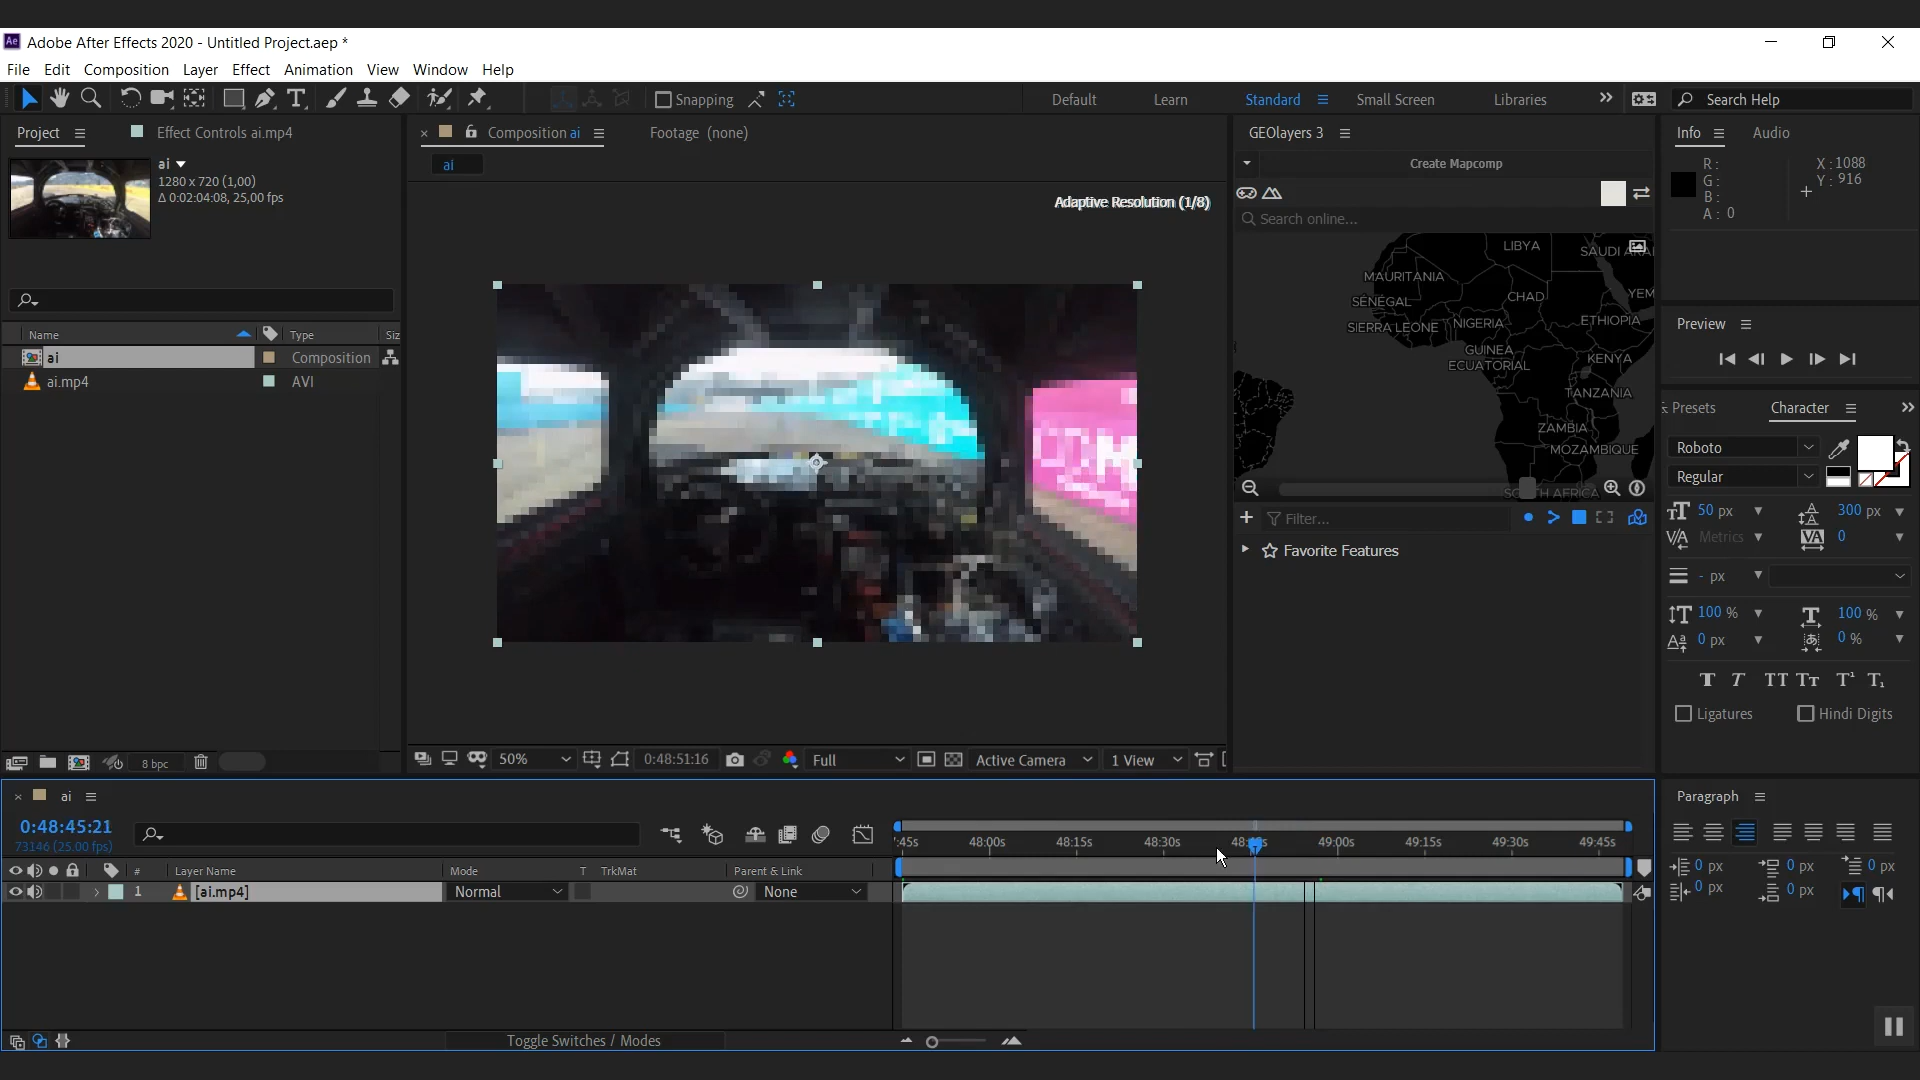 Adobe After Effects 2020 - Untitled Project.aep *
File Edit Composition Layer Effect Animation View Window Help
Snapping
Default Learn Standard Small Screen Libraries
Search Help
Project
Effect Controls ai.mp4
ai
1280 x 720 (1,00)
Δ 0:02:04:08, 25,00 fps
Name Type Siz
ai Composition
ai.mp4 AVI
8 bpc
Composition ai
Footage (none)
ai
Adaptive Resolution (1/8)
50% 0:48:51:16 Full Active Camera 1 View
GEOlayers 3
Create Mapcomp
Search online...
LIBYA
MAURITANIA
SÉNÉGAL
CHAD
YEM
SIERRA LEONE
NIGERIA
ETHIOPIA
GUINEA
ECUATORIAL
KENYA
TANZANIA
ZAMBIA
MOZAMBIQUE
Filter...
Favorite Features
Info Audio
R:
G:
B:
A: 0
X: 1088
Y: 916
Preview
Presets
Character
Roboto
Regular
50 px 300 px
Metrics 0
- px
100 % 100 %
0 px 0 %
Ligatures Hindi Digits
Paragraph
0 px 0 px 0 px
0 px 0 px
ai
0:48:45:21
73146 (25.00 fps)
# Layer Name Mode T TrkMat Parent & Link
1 [ai.mp4] Normal None
:45s 48:00s 48:15s 48:30s 49:00s 49:15s 49:30s 49:45s
Toggle Switches / Modes